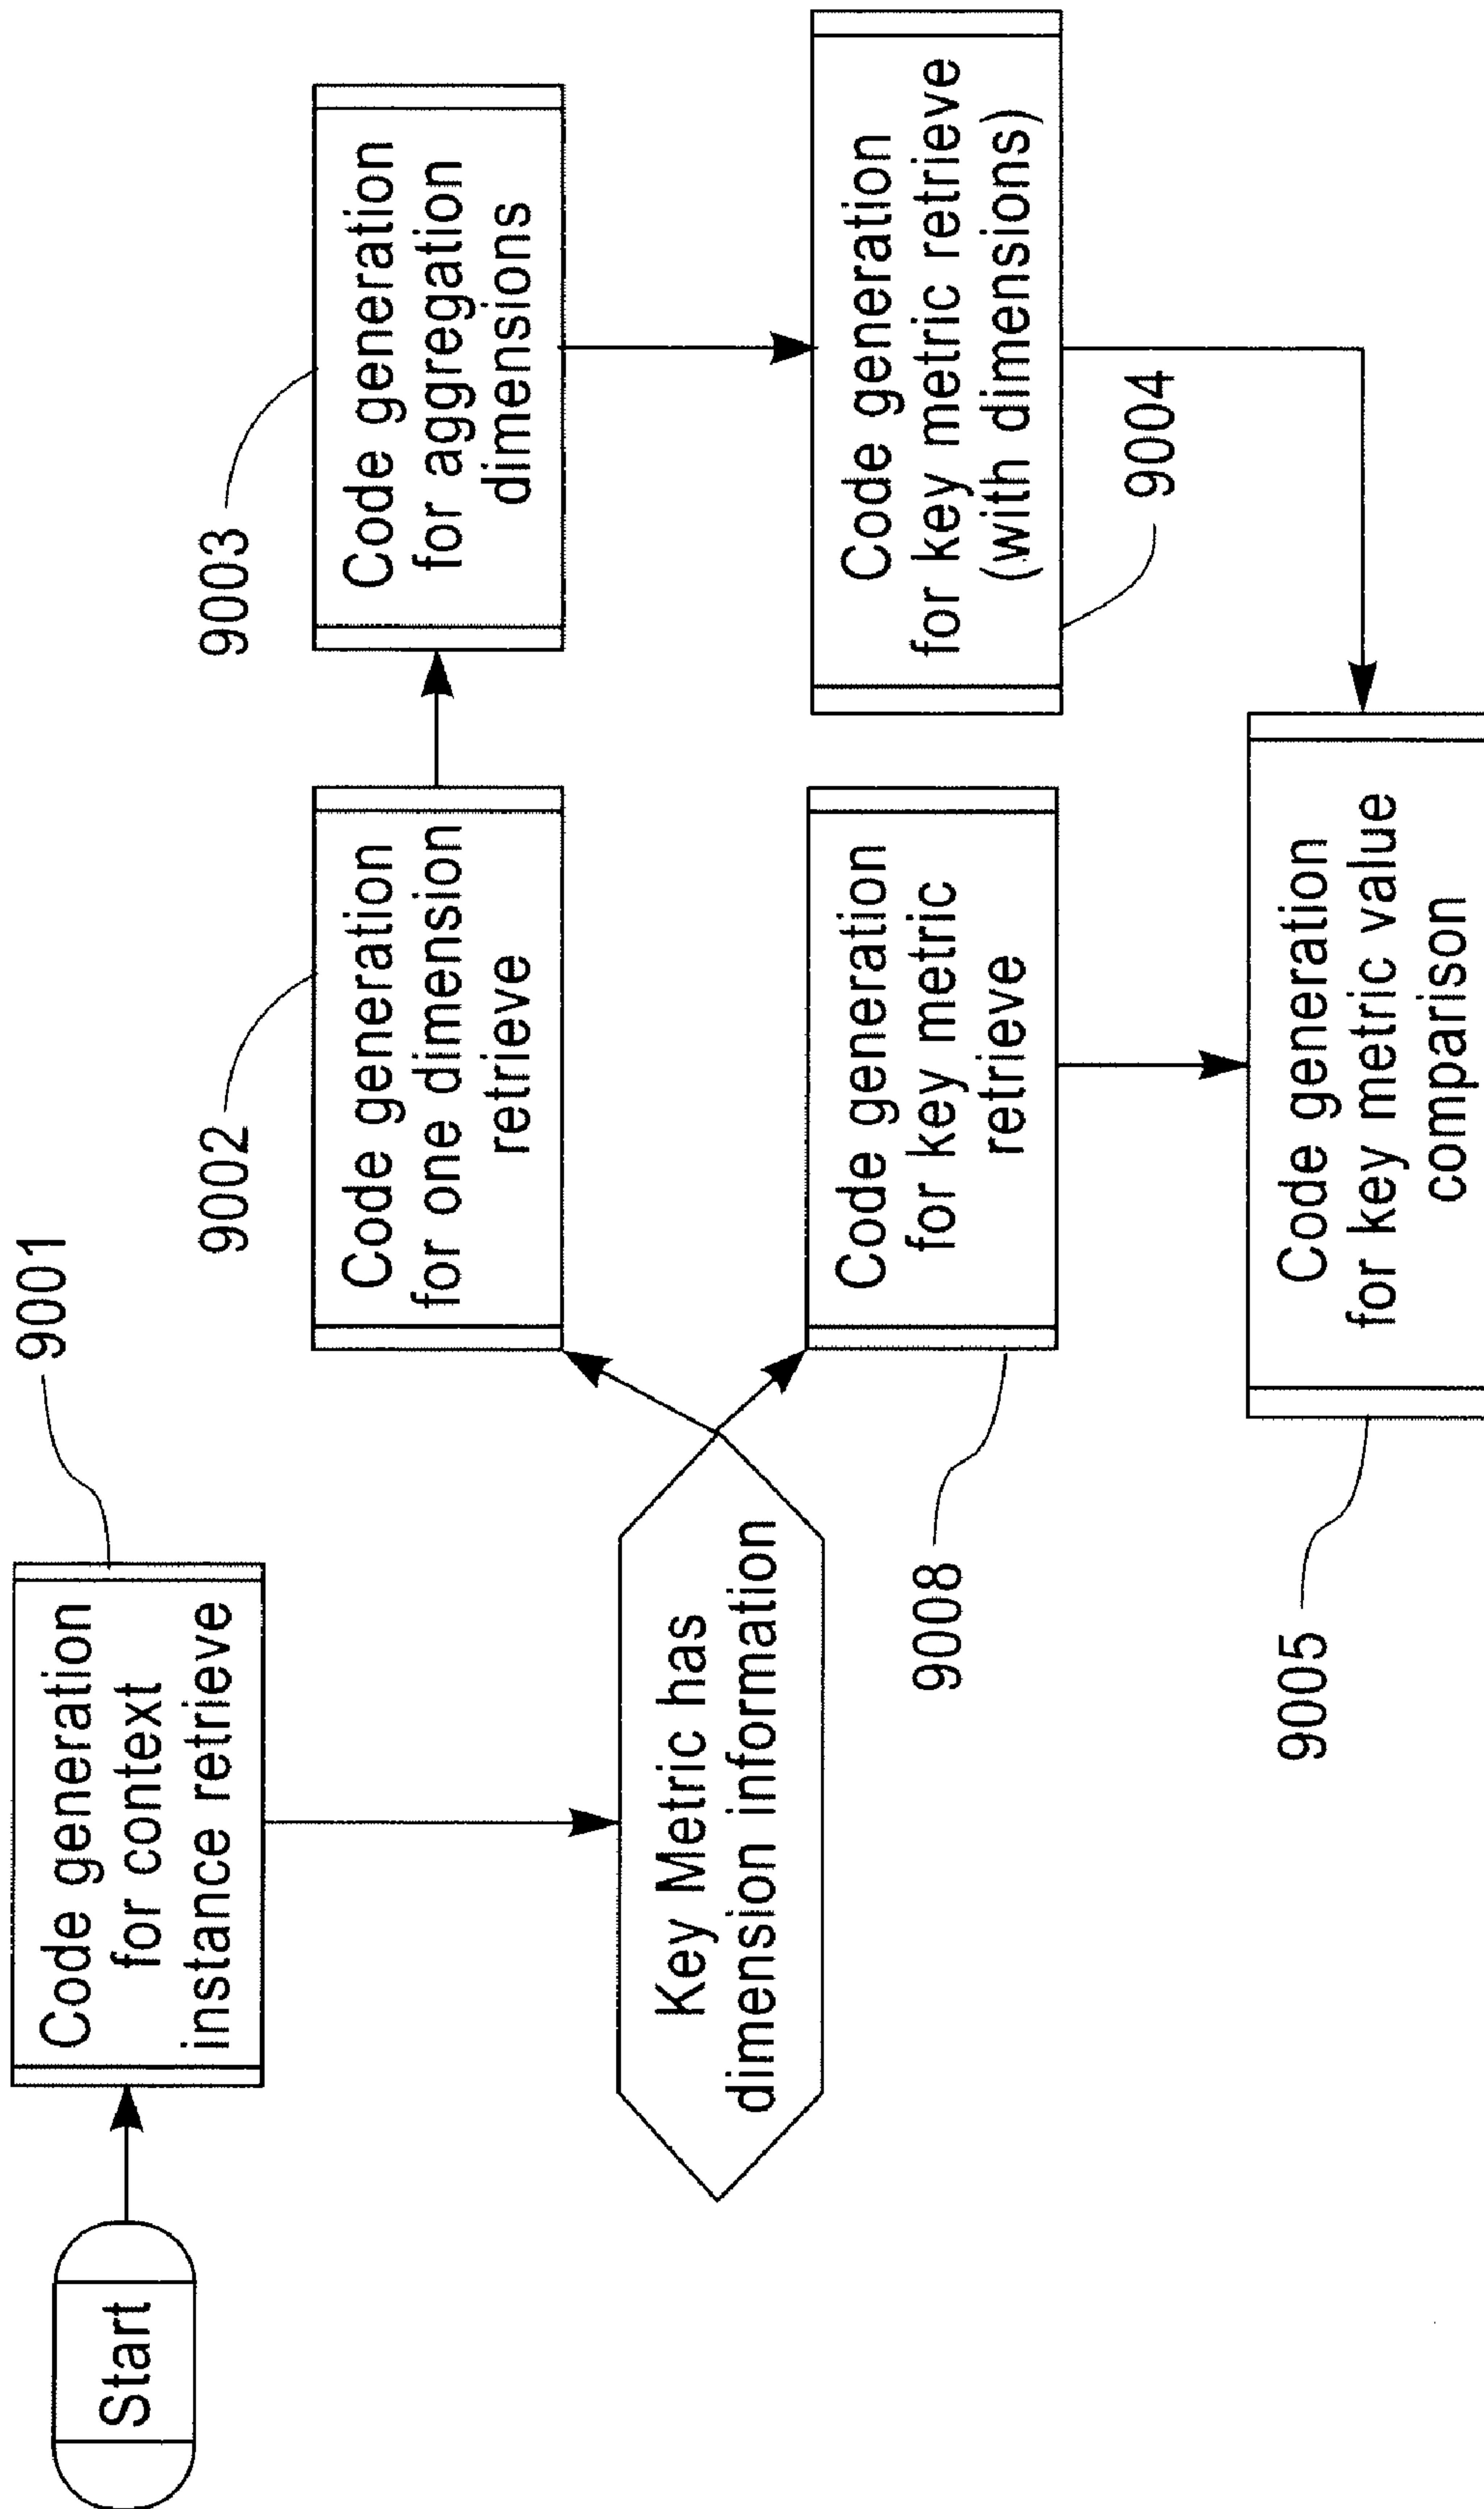 Start
Code generation
for context
instance retrieve
9001
Key Metric has
dimension information
9002
Code generation
for one dimension
retrieve
9003
Code generation
for aggregation
dimensions
9008
Code generation
for key metric
retrieve
Code generation
for key metric retrieve
(with dimensions)
9004
9005
Code generation
for key metric value
comparison